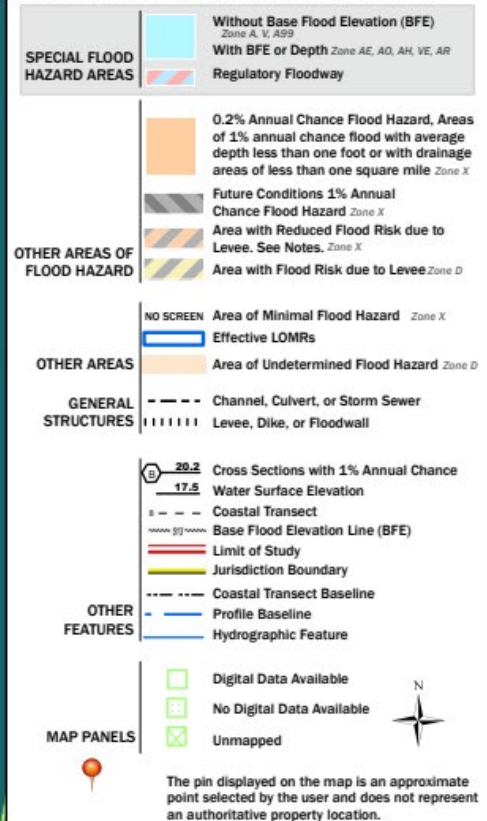 SPECIAL FLOOD
HAZARD AREAS
Without Base Flood Elevation (BFE)
Zone A, V, A99
With BFE or Depth Zone AE, AO, AH, VE, AR
Regulatory Floodway
OTHER AREAS OF
FLOOD HAZARD
0.2% Annual Chance Flood Hazard, Areas
of 1% annual chance flood with average
depth less than one foot or with drainage
areas of less than one square mile Zone X
Future Conditions 1% Annual
Chance Flood Hazard Zone X
Area with Reduced Flood Risk due to
Levee. See Notes. Zone X
Area with Flood Risk due to Levee Zone D
OTHER AREAS
NO SCREEN Area of Minimal Flood Hazard Zone X
Effective LOMRs
Area of Undetermined Flood Hazard Zone D
GENERAL
STRUCTURES
Channel, Culvert, or Storm Sewer
Levee, Dike, or Floodwall
OTHER
FEATURES
B 20.2 Cross Sections with 1% Annual Chance
17.5 Water Surface Elevation
8 Coastal Transect
513 Base Flood Elevation Line (BFE)
Limit of Study
Jurisdiction Boundary
Coastal Transect Baseline
Profile Baseline
Hydrographic Feature
MAP PANELS
Digital Data Available
No Digital Data Available
Unmapped
N
The pin displayed on the map is an approximate
point selected by the user and does not represent
an authoritative property location.